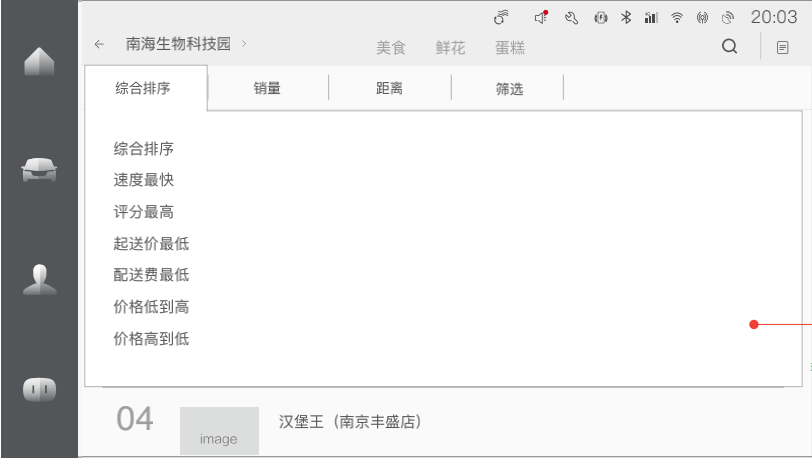 20:03
南海生物科技园
美食 鲜花 蛋糕
综合排序 销量 距离 筛选
综合排序
速度最快
评分最高
起送价最低
配送费最低
价格低到高
价格高到低
04 image 汉堡王（南京丰盛店）